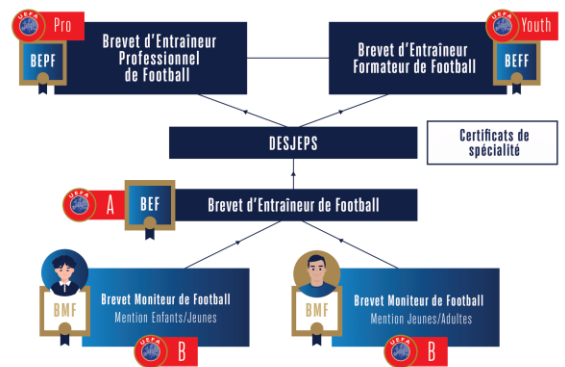 UEFA
Pro
BEPF
Brevet d'Entraîneur
Professionnel
de Football
Brevet d'Entraîneur
Formateur de Football
UEFA
Youth
BEFF
DESJEPS
Certificats de
spécialité
UEFA
A
BEF
Brevet d'Entraîneur de Football
BMF
Brevet Moniteur de Football
Mention Enfants/Jeunes
UEFA
B
BMF
Brevet Moniteur de Football
Mention Jeunes/Adultes
UEFA
B